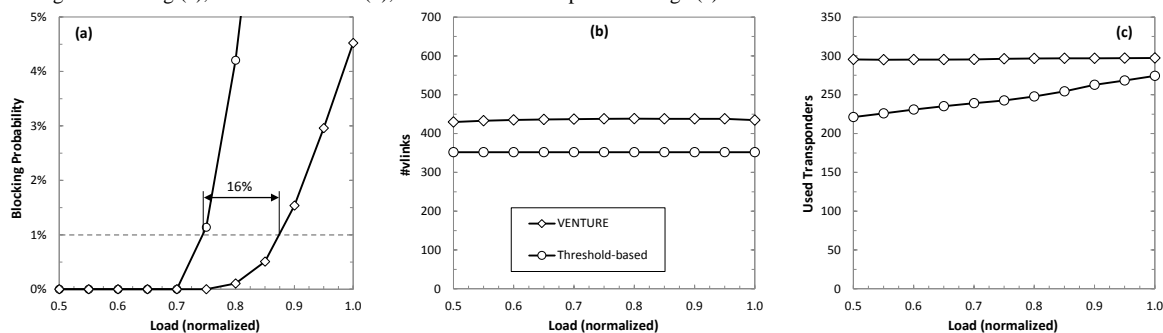 (a)
5%
4%
3%
2%
1%
0%
16%
Blocking Probability
0.5 0.6 0.7 0.8 0.9 1.0
Load (normalized)
(b)
700
600
500
400
300
200
100
0
#vlinks
VENTURE
Threshold-based
0.5 0.6 0.7 0.8 0.9 1.0
Load (normalized)
(c)
350
300
250
200
150
100
50
0
Used Transponders
0.5 0.6 0.7 0.8 0.9 1.0
Load (normalized)